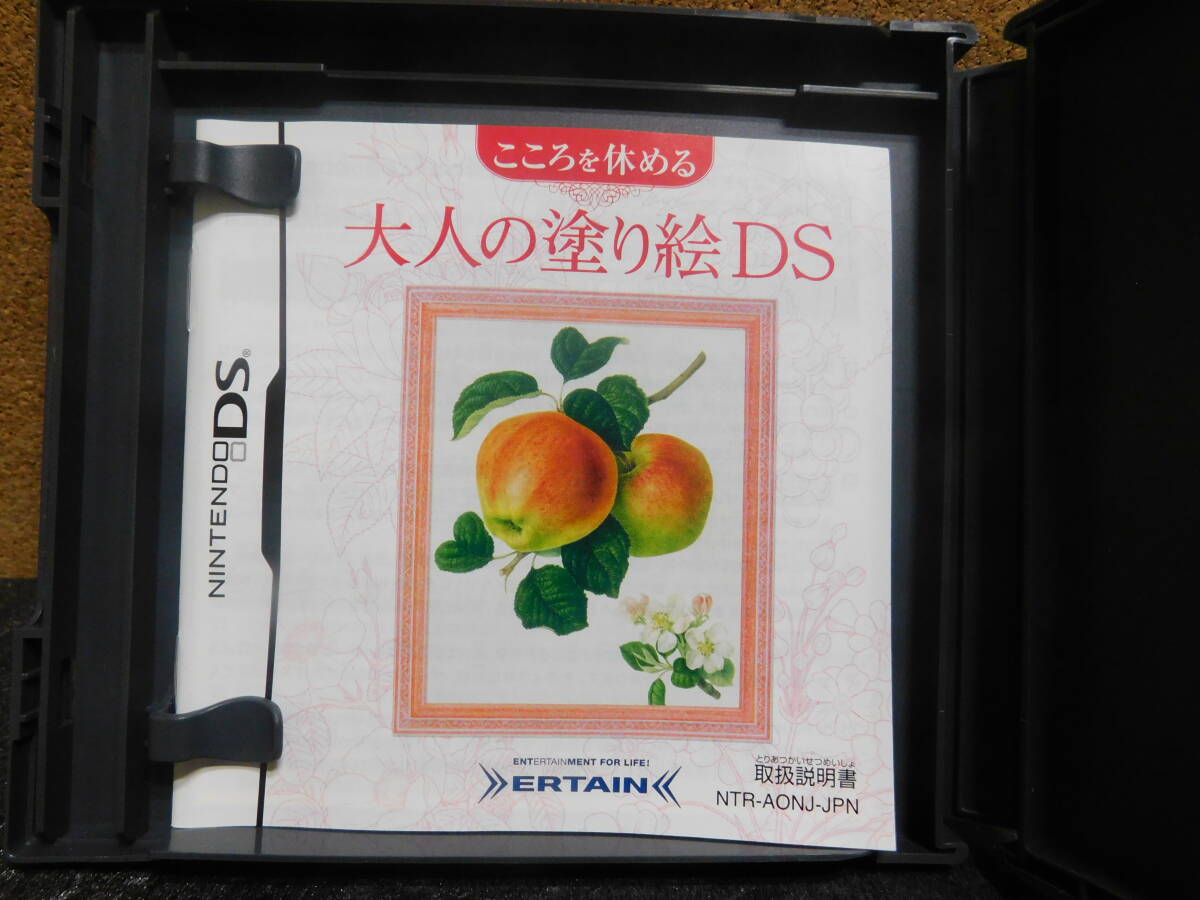 こころを休める
大人の塗り絵DS
NINTENDO DS®
ENTERTAINMENT FOR LIFE!
ERTAIN
とりあつかいせつめいしょ
取扱説明書
NTR-AONJ-JPN